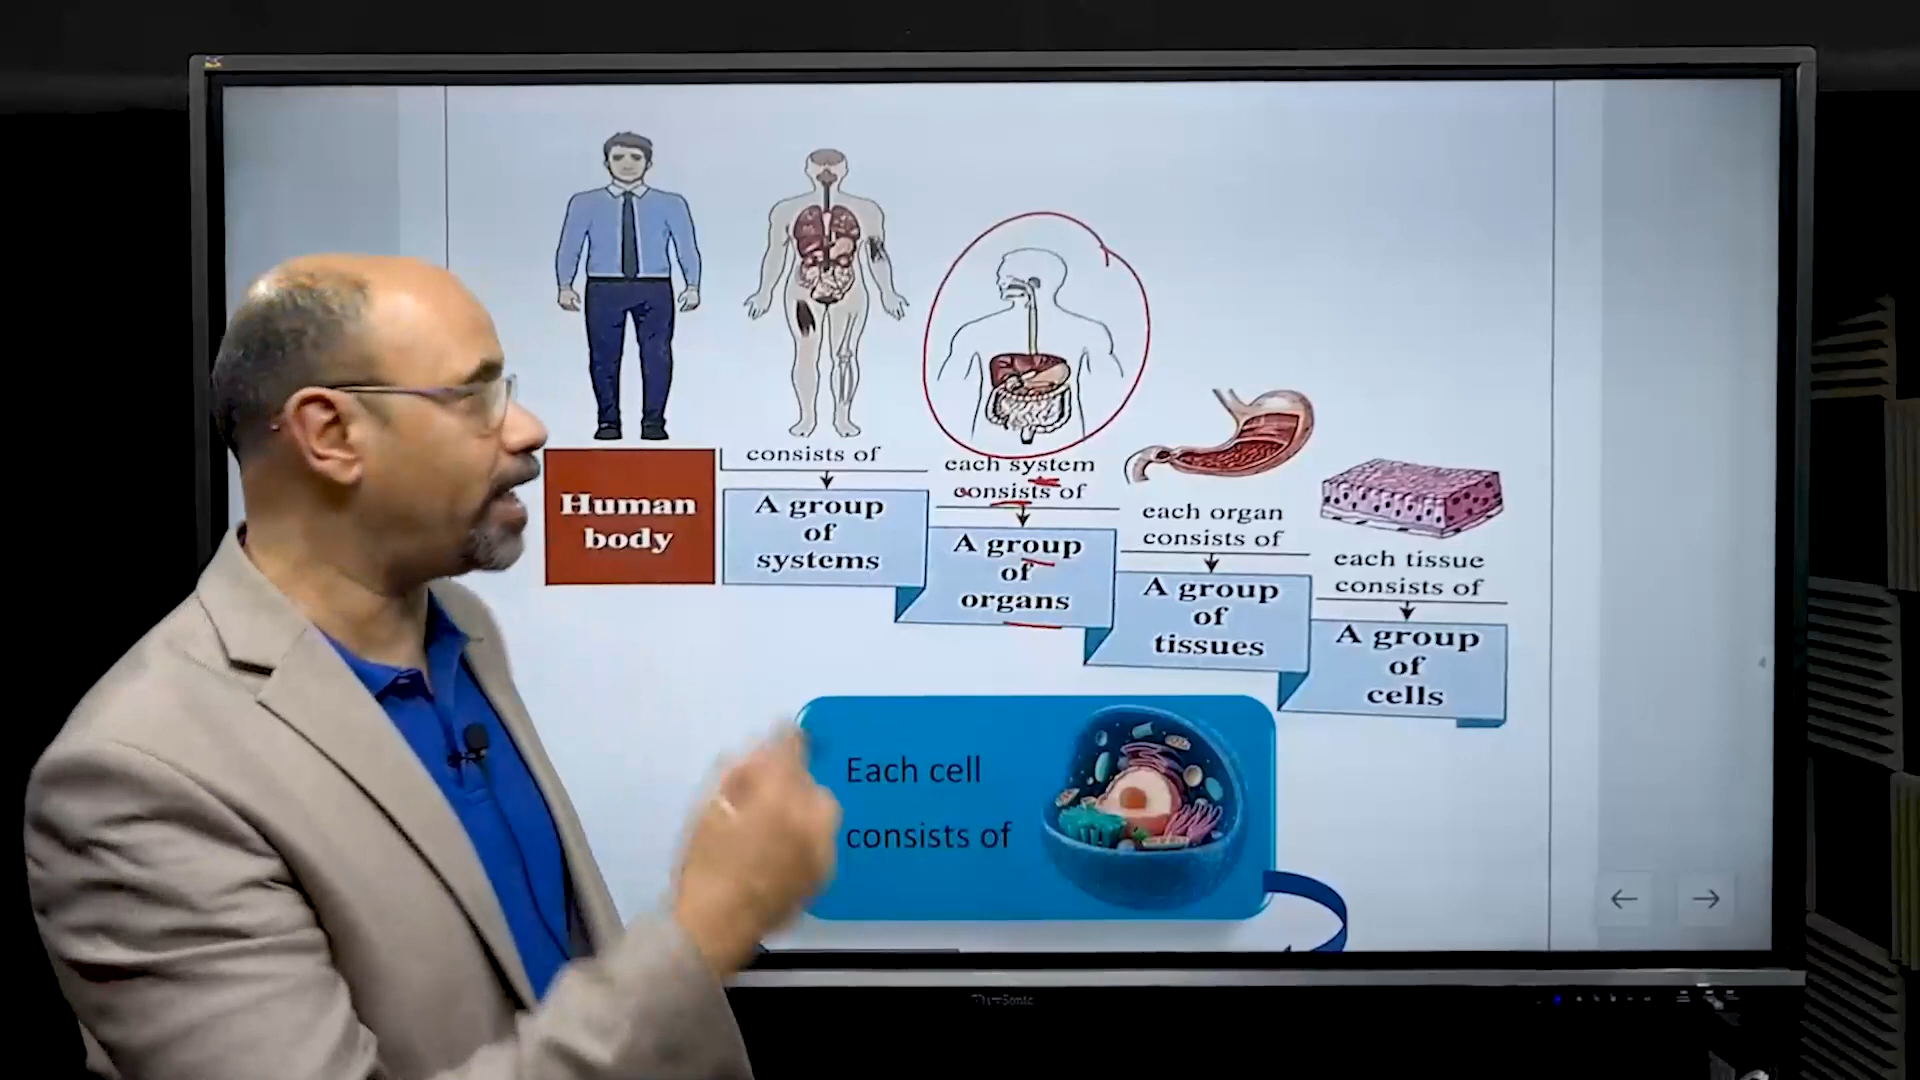 Human
body
consists of
A group
of
systems
each system
consists of
A group
of
organs
each organ
consists of
A group
of
tissues
each tissue
consists of
A group
of
cells
Each cell
consists of
ViewSonic